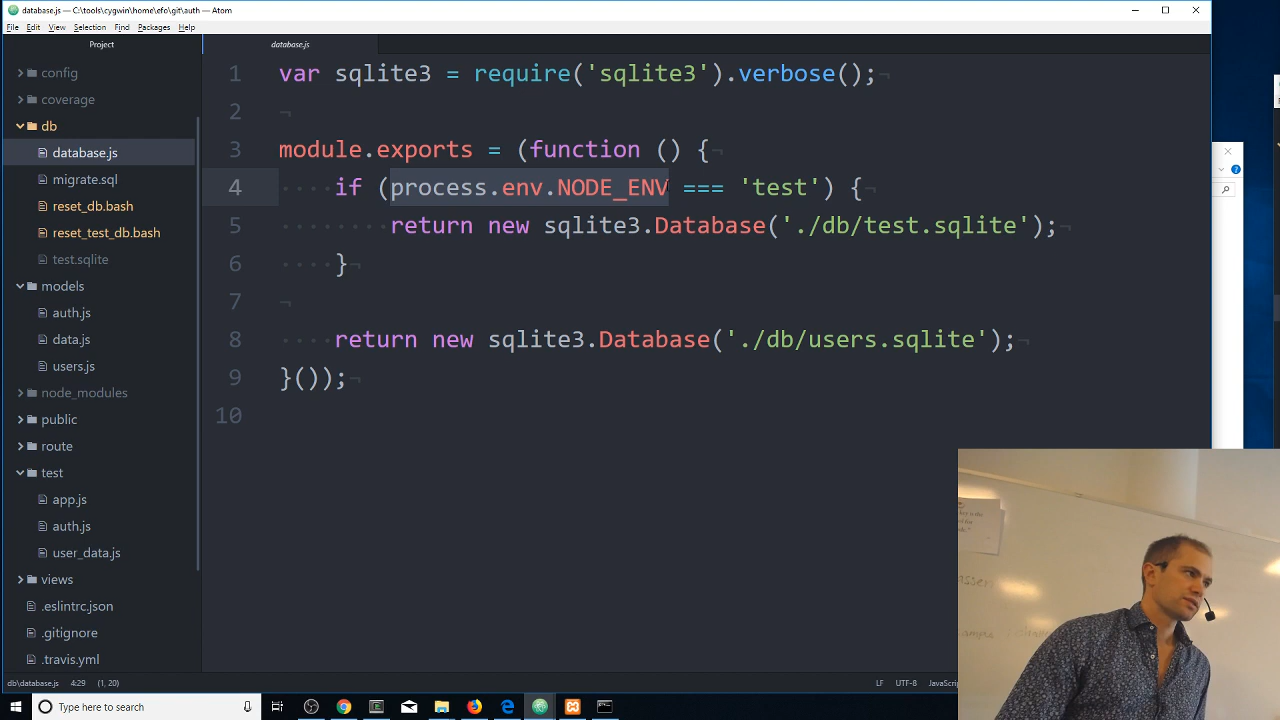 database.js — C:\tools\cygwin\home\efo\git\auth — Atom
File Edit View Selection Find Packages Help
Project
database.js
config
coverage
db
database.js
migrate.sql
reset_db.bash
reset_test_db.bash
test.sqlite
models
auth.js
data.js
users.js
node_modules
public
route
test
app.js
auth.js
user_data.js
views
.eslintrc.json
.gitignore
.travis.yml
1 var sqlite3 = require('sqlite3').verbose();
2
3 module.exports = (function () {
4 if (process.env.NODE_ENV === 'test') {
5 return new sqlite3.Database('./db/test.sqlite');
6 }
7
8 return new sqlite3.Database('./db/users.sqlite');
9 }());
10
db\database.js 4:29 (1, 20) LF UTF-8 JavaScrip
Type here to search